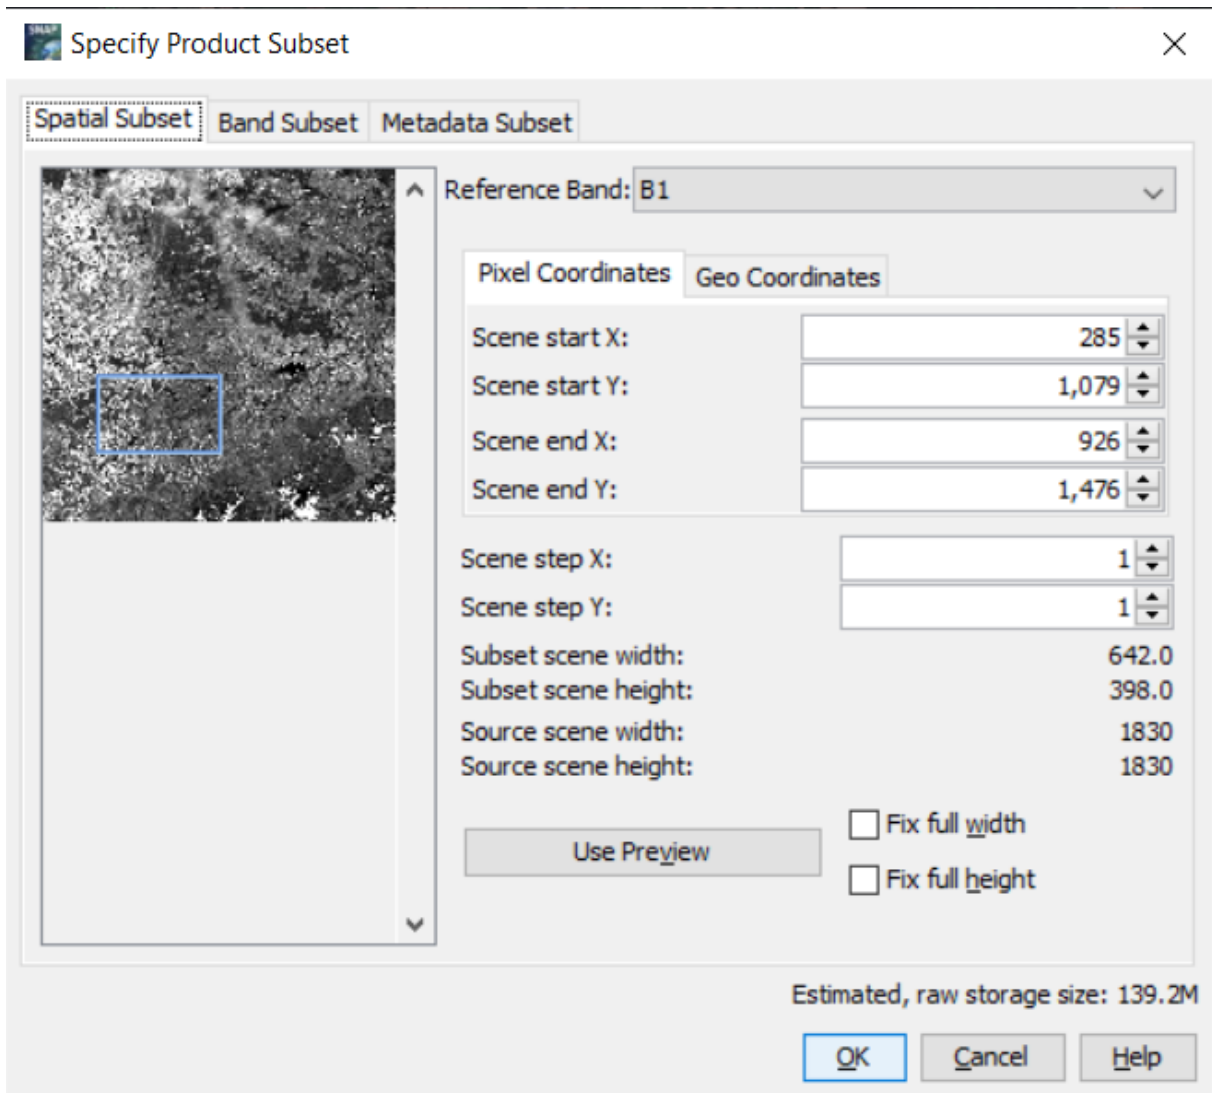 SNAP
Specify Product Subset
Spatial Subset Band Subset Metadata Subset
Reference Band: B1
Pixel Coordinates Geo Coordinates
Scene start X: 285
Scene start Y: 1,079
Scene end X: 926
Scene end Y: 1,476
Scene step X: 1
Scene step Y: 1
Subset scene width: 642.0
Subset scene height: 398.0
Source scene width: 1830
Source scene height: 1830
Use Preview
Fix full width
Fix full height
Estimated, raw storage size: 139.2M
OK Cancel Help